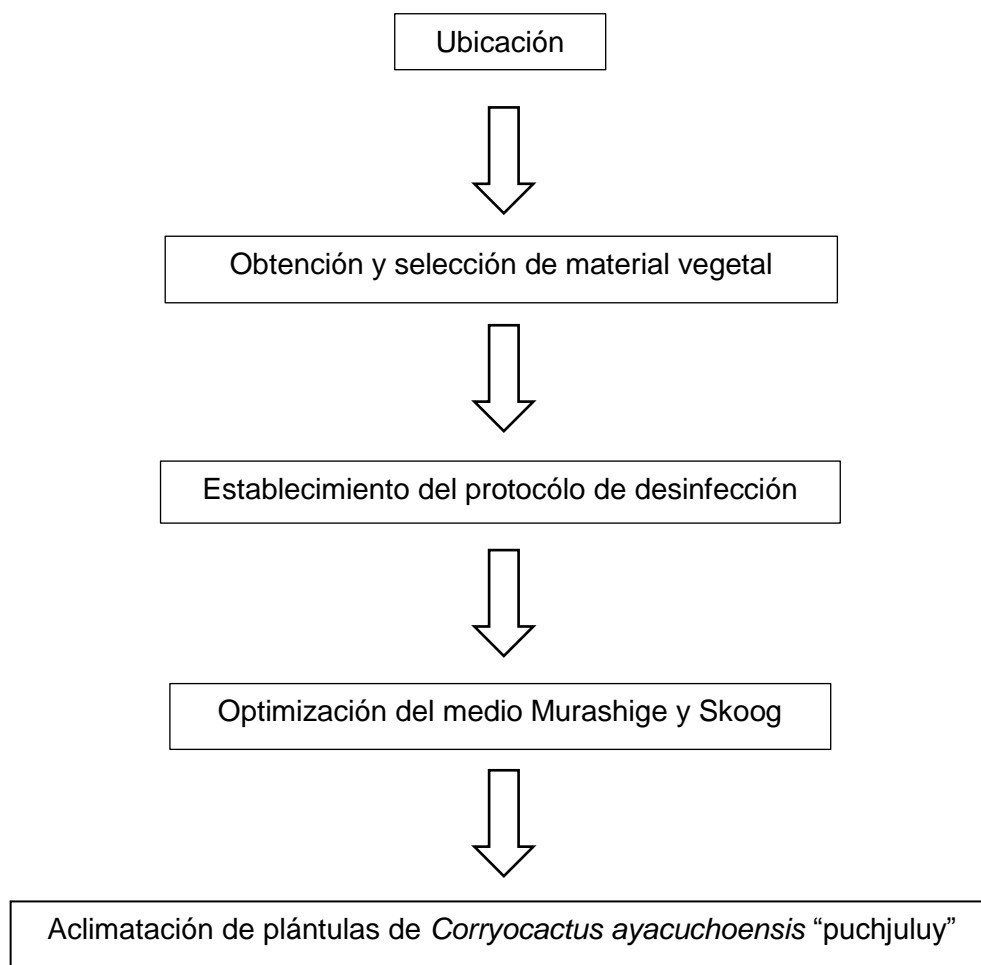 Ubicación
Obtención y selección de material vegetal
Establecimiento del protocólo de desinfección
Optimización del medio Murashige y Skoog
Aclimatación de plántulas de Corryocactus ayacuchoensis “puchjuluy”